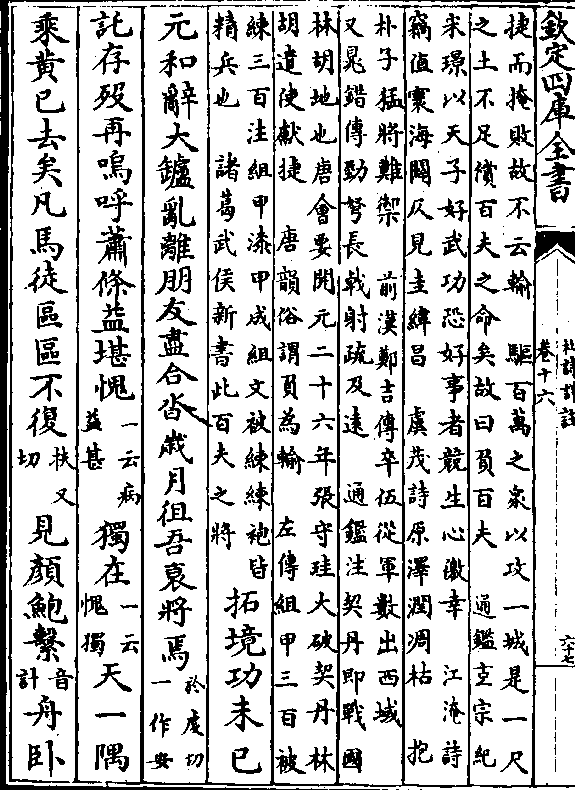 欽定四庫全書
杜詩詳註
卷十六
六十七
捷而掩敗故不云輸 驅百萬之衆以攻一城是一尺
之土不足償百夫之命矣故曰負百夫 通鑑玄宗紀
宋璟以天子好武功恐好事者競生心徼幸 江淹詩
竊值寰海闢仄見圭緯昌 虞茂詩原澤潤凋枯 抱
朴子猛將難禦 前漢鄭吉傳卒伍從軍數出西域
又晁錯傳勁弩長戟射疏及遠 通鑑注契丹即戰國
林胡地也唐會要開元二十六年張守珪大破契丹林
胡遣使獻捷 唐韻俗謂負為輸 左傳組甲三百被
練三百注組甲漆甲成組文被練練袍皆
精兵也 諸葛武侯新書此百夫之將 拓境功未已
元和辭大鑪亂離朋友盡合沓歲月徂吾衰將焉於虔切一作安
託存歿再嗚呼蕭條益堪愧一云病益甚獨在一云愧獨天一隅
乘黃已去矣凡馬徒區區不復扶又切見顏鮑繫音計舟卧